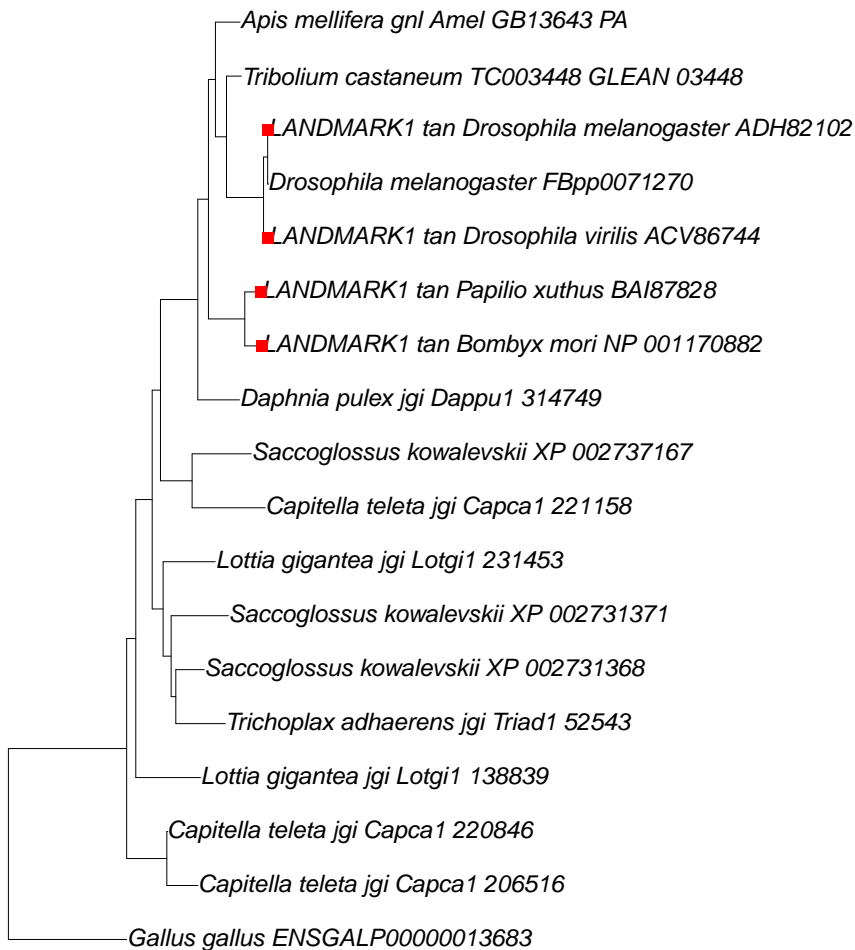 Apis mellifera gnl Amel GB13643 PA
Tribolium castaneum TC003448 GLEAN 03448
LANDMARK1 tan Drosophila melanogaster ADH82102
Drosophila melanogaster FBpp0071270
LANDMARK1 tan Drosophila virilis ACV86744
LANDMARK1 tan Papilio xuthus BAI87828
LANDMARK1 tan Bombyx mori NP 001170882
Daphnia pulex jgi Dappu1 314749
Saccoglossus kowalevskii XP 002737167
Capitella teleta jgi Capca1 221158
Lottia gigantea jgi Lotgi1 231453
Saccoglossus kowalevskii XP 002731371
Saccoglossus kowalevskii XP 002731368
Trichoplax adhaerens jgi Triad1 52543
Lottia gigantea jgi Lotgi1 138839
Capitella teleta jgi Capca1 220846
Capitella teleta jgi Capca1 206516
Gallus gallus ENSGALP00000013683